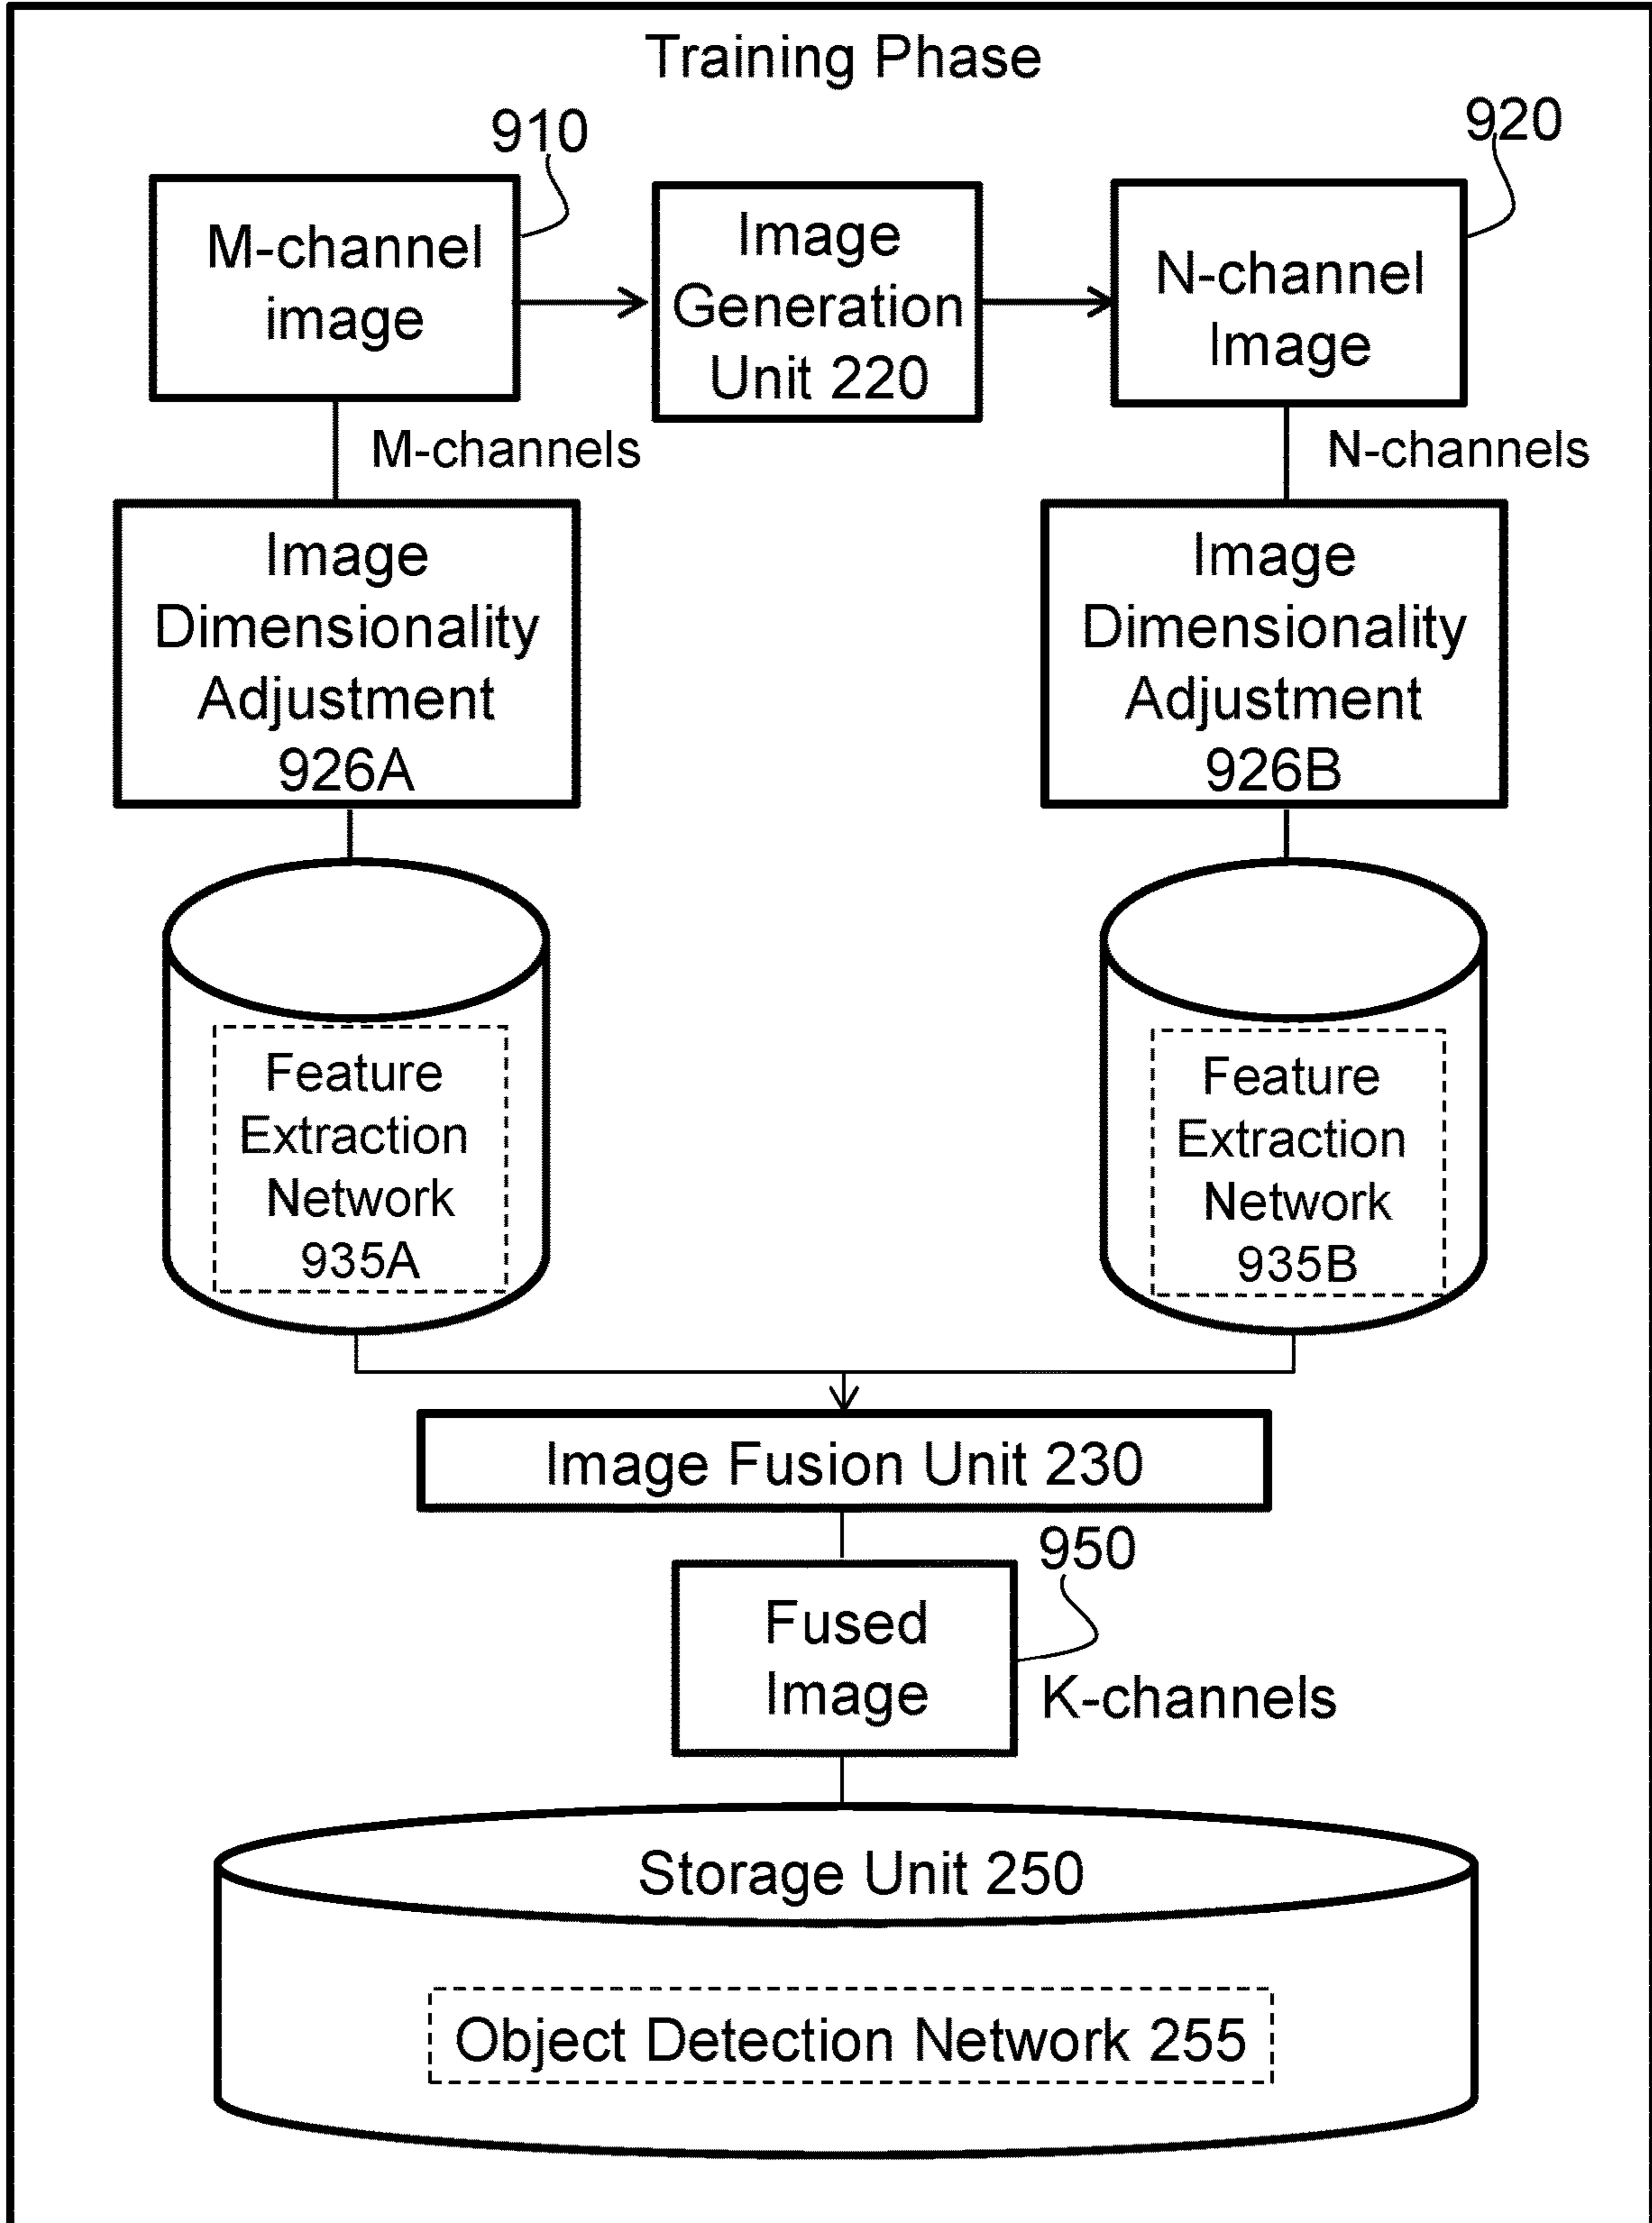 Training Phase
910
920
M-channel
image
Image
Generation
Unit 220
N-channel
Image
M-channels
N-channels
Image
Dimensionality
Adjustment
926A
Image
Dimensionality
Adjustment
926B
Feature
Extraction
Network
935A
Feature
Extraction
Network
935B
Image Fusion Unit 230
950
Fused
Image
K-channels
Storage Unit 250
Object Detection Network 255